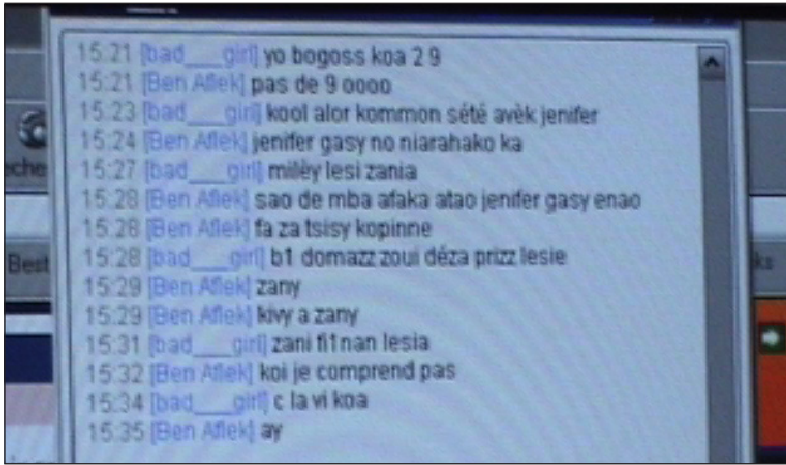 15:21 [bad___girl] yo bogoss koa 2 9
15:21 [Ben Aflek] pas de 9 oooo
15:23 [bad___girl] kool alor kommon sété avèk jenifer
15:24 [Ben Aflek] jenifer gasy no niarahako ka
15:27 [bad___girl] milèy lesi zania
15:28 [Ben Aflek] sao de mba afaka atao jenifer gasy enao
15:28 [Ben Aflek] fa za tsisy kopinne
15:28 [bad___girl] b1 domazz zoui déza prizz lesie
15:29 [Ben Aflek] zany
15:29 [Ben Aflek] kivy a zany
15:31 [bad___girl] zani fi1 nan lesia
15:32 [Ben Aflek] koi je comprend pas
15:34 [bad___girl] c la vi koa
15:35 [Ben Aflek] ay
eche
Best
ks